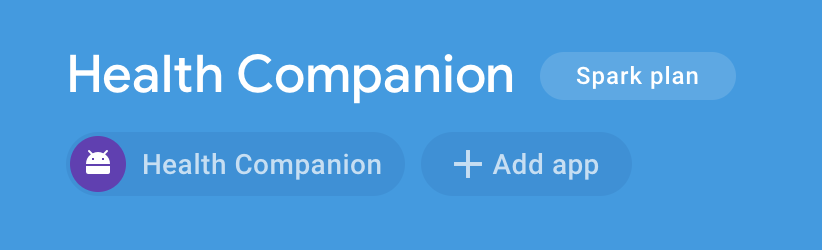 Health Companion Spark plan
Health Companion + Add app